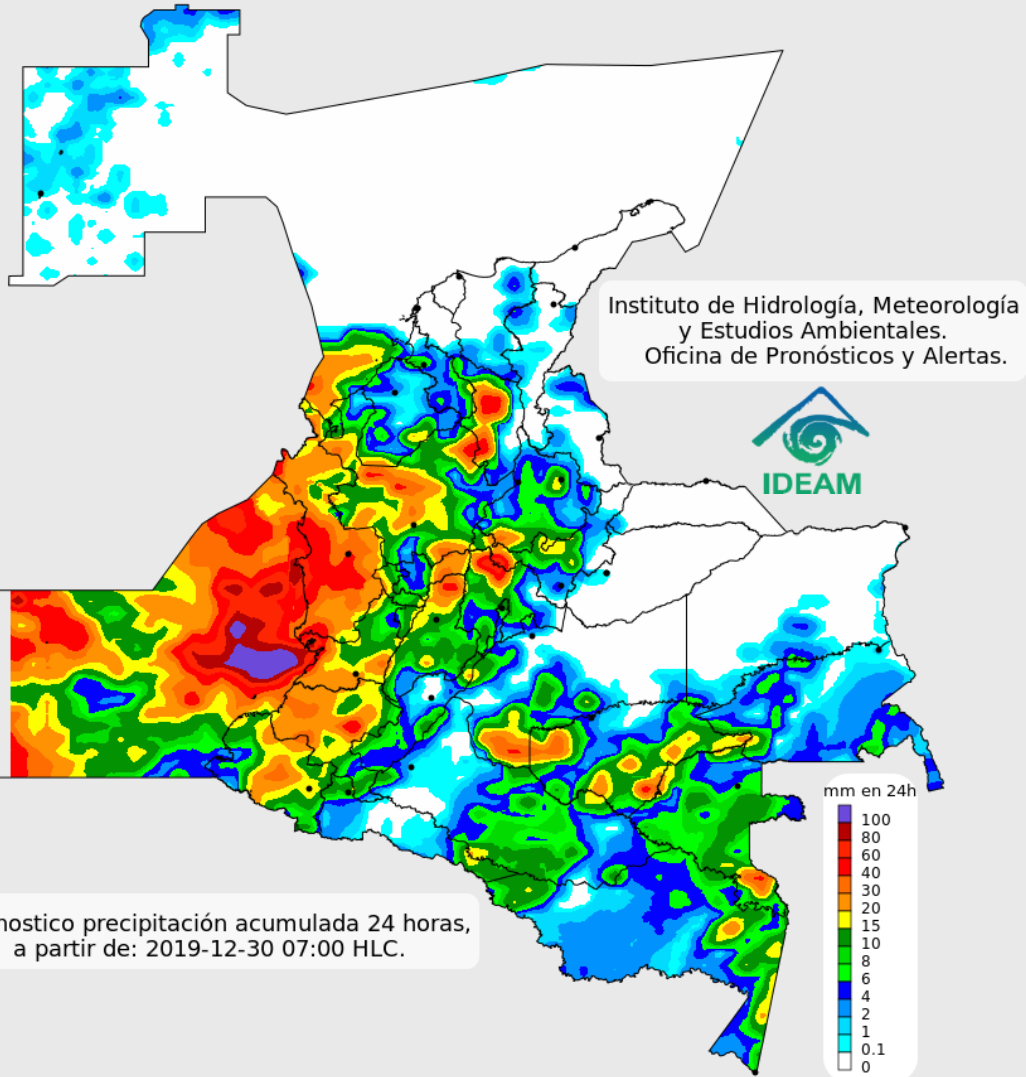 Instituto de Hidrología, Meteorología
y Estudios Ambientales.
Oficina de Pronósticos y Alertas.
IDEAM
mm en 24h
100
80
60
40
30
20
15
10
8
6
4
2
1
0.1
0
nostico precipitación acumulada 24 horas,
a partir de: 2019-12-30 07:00 HLC.